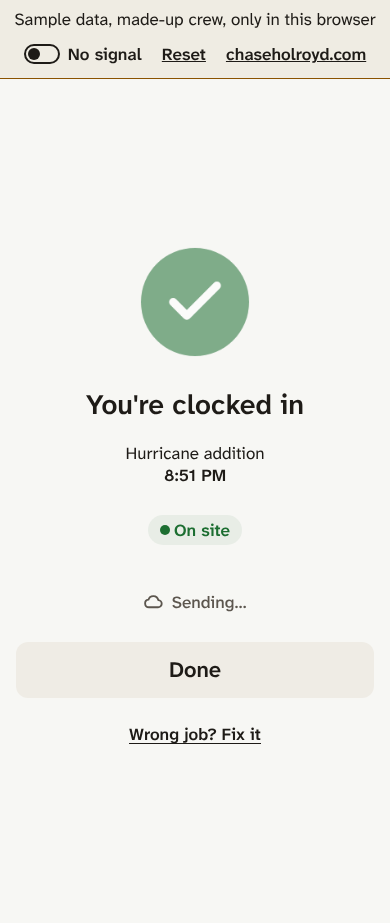 Sample data, made-up crew, only in this browser
No signal Reset chaseholroyd.com
You're clocked in
Hurricane addition
8:51 PM
On site
Sending...
Done
Wrong job? Fix it